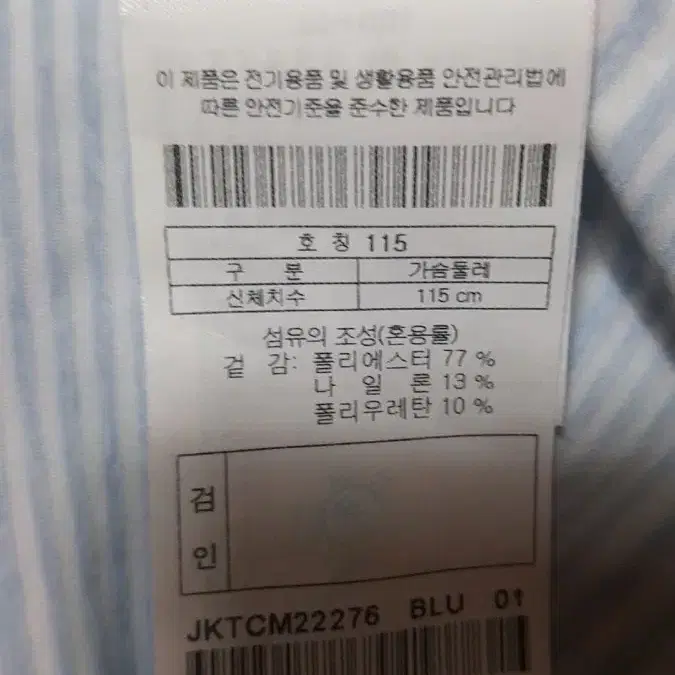 이 제품은 전기용품 및 생활용품 안전관리법에
따른 안전기준을 준수한 제품입니다
호 칭 115
구 분 가슴둘레
신체치수 115 cm
섬유의 조성(혼용률)
겉 감: 폴리에스터 77 %
나 일 론 13 %
폴리우레탄 10 %
검
인
JKTCM22276 BLU 01